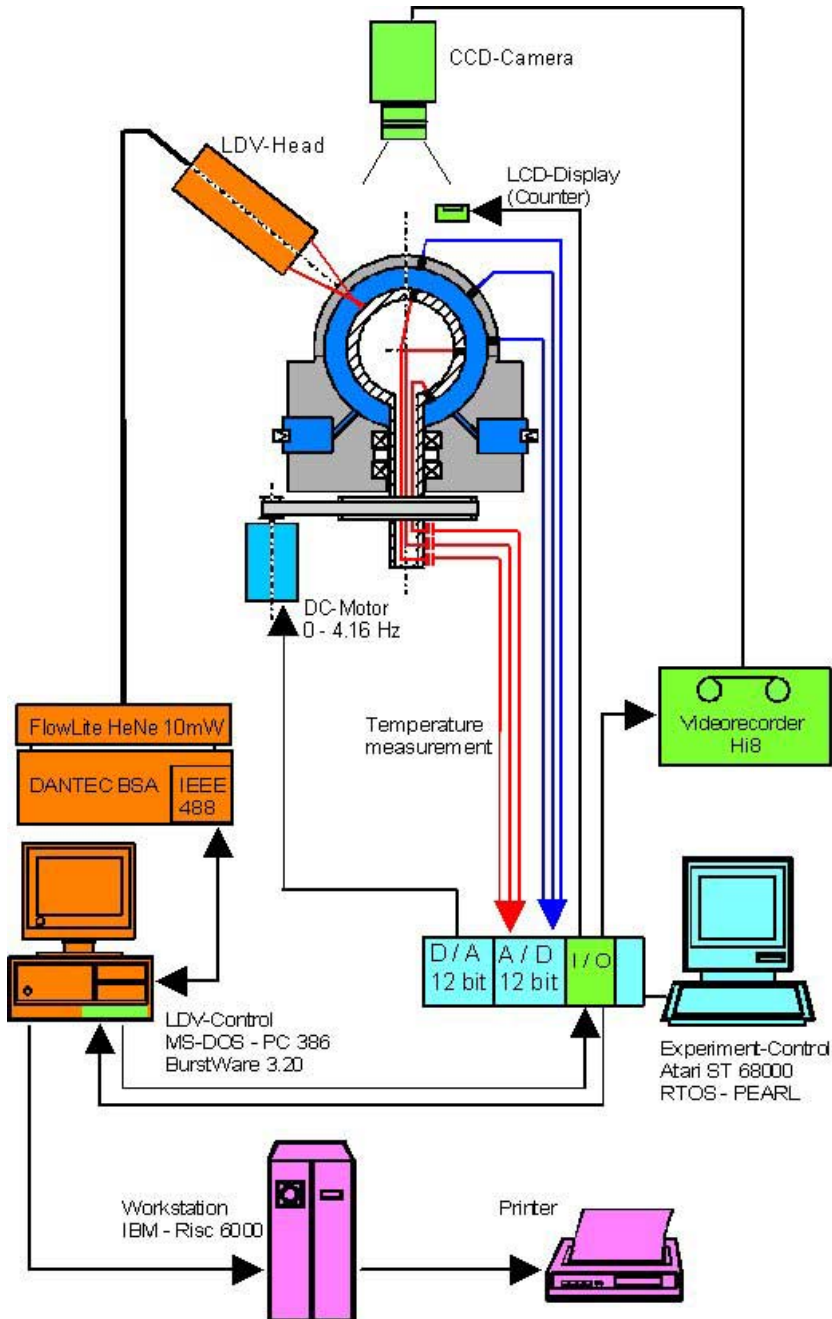 CCD-Camera
LDV-Head
LCD-Display
(Counter)
DC-Motor
0 - 4.16 Hz
Temperature
measurement
Videorecorder
Hi8
FlowLite HeNe 10mW
DANTEC BSA
IEEE
488
D / A
12 bit
A / D
12 bit
I / O
LDV-Control
MS-DOS - PC 386
BurstWare 3.20
Experiment-Control
Atari ST 68000
RTOS - PEARL
Workstation
IBM - Risc 6000
Printer